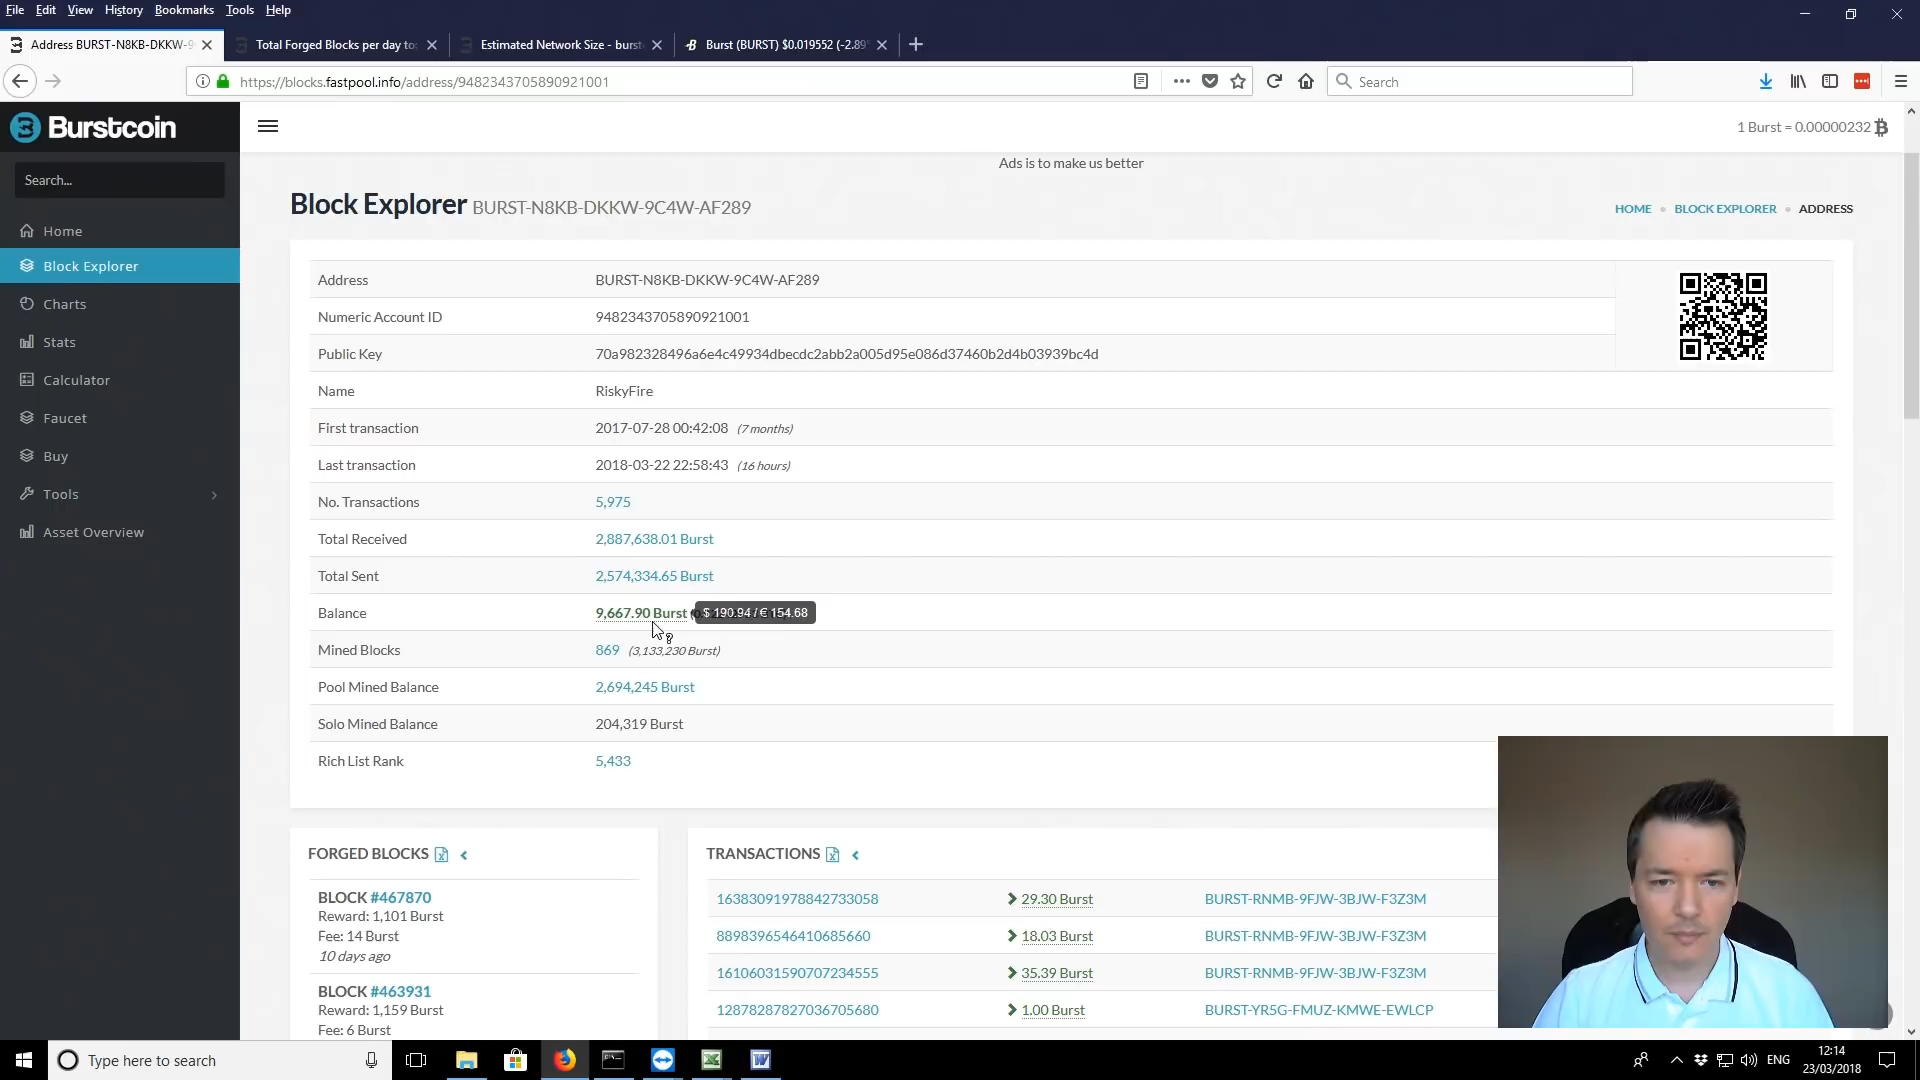 File Edit View History Bookmarks Tools Help
Address BURST-N8KB-DKKW-9
Total Forged Blocks per day to
Estimated Network Size - burst
Burst (BURST) $0.019552 (-2.89
https://blocks.fastpool.info/address/9482343705890921001
Search
Burstcoin
1 Burst = 0.00000232
Search...
Ads is to make us better
Block Explorer BURST-N8KB-DKKW-9C4W-AF289
HOME BLOCK EXPLORER ADDRESS
Home
Block Explorer
Charts
Stats
Calculator
Faucet
Buy
Tools
Asset Overview
Address BURST-N8KB-DKKW-9C4W-AF289
Numeric Account ID 9482343705890921001
Public Key 70a982328496a6e4c49934dbecdc2abb2a005d95e086d37460b2d4b03939bc4d
Name RiskyFire
First transaction 2017-07-28 00:42:08 (7 months)
Last transaction 2018-03-22 22:58:43 (16 hours)
No. Transactions 5,975
Total Received 2,887,638.01 Burst
Total Sent 2,574,334.65 Burst
Balance 9,667.90 Burst $ 190.94 / € 154.68
Mined Blocks 869 (3,133,230 Burst)
Pool Mined Balance 2,694,245 Burst
Solo Mined Balance 204,319 Burst
Rich List Rank 5,433
FORGED BLOCKS
BLOCK #467870
Reward: 1,101 Burst
Fee: 14 Burst
10 days ago
BLOCK #463931
Reward: 1,159 Burst
Fee: 6 Burst
TRANSACTIONS
16383091978842733058 29.30 Burst BURST-RNMB-9FJW-3BJW-F3Z3M
8898396546410685660 18.03 Burst BURST-RNMB-9FJW-3BJW-F3Z3M
16106031590707234555 35.39 Burst BURST-RNMB-9FJW-3BJW-F3Z3M
12878287827036705680 1.00 Burst BURST-YR5G-FMUZ-KMWE-EWLCP
Type here to search
ENG
12:14
23/03/2018